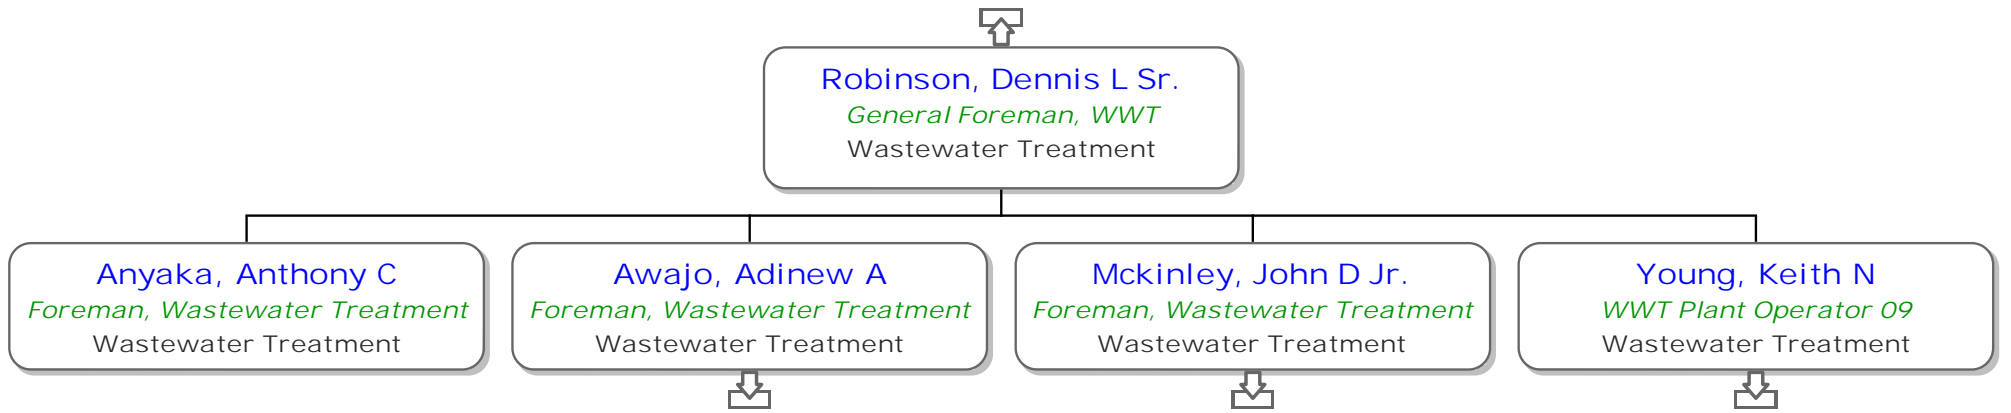 Robinson, Dennis L Sr.
General Foreman, WWT
Wastewater Treatment
Anyaka, Anthony C
Foreman, Wastewater Treatment
Wastewater Treatment
Awajo, Adinew A
Foreman, Wastewater Treatment
Wastewater Treatment
Mckinley, John D Jr.
Foreman, Wastewater Treatment
Wastewater Treatment
Young, Keith N
WWT Plant Operator 09
Wastewater Treatment